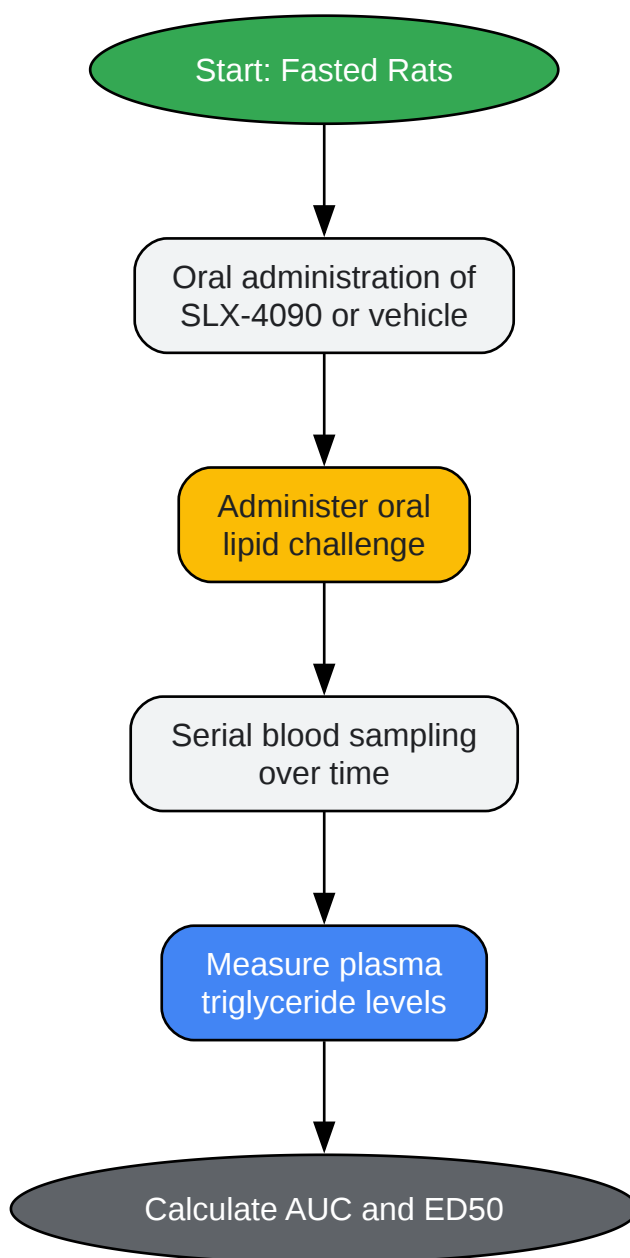 Start: Fasted Rats
Oral administration of
SLX-4090 or vehicle
Administer oral
lipid challenge
Serial blood sampling
over time
Measure plasma
triglyceride levels
Calculate AUC and ED50